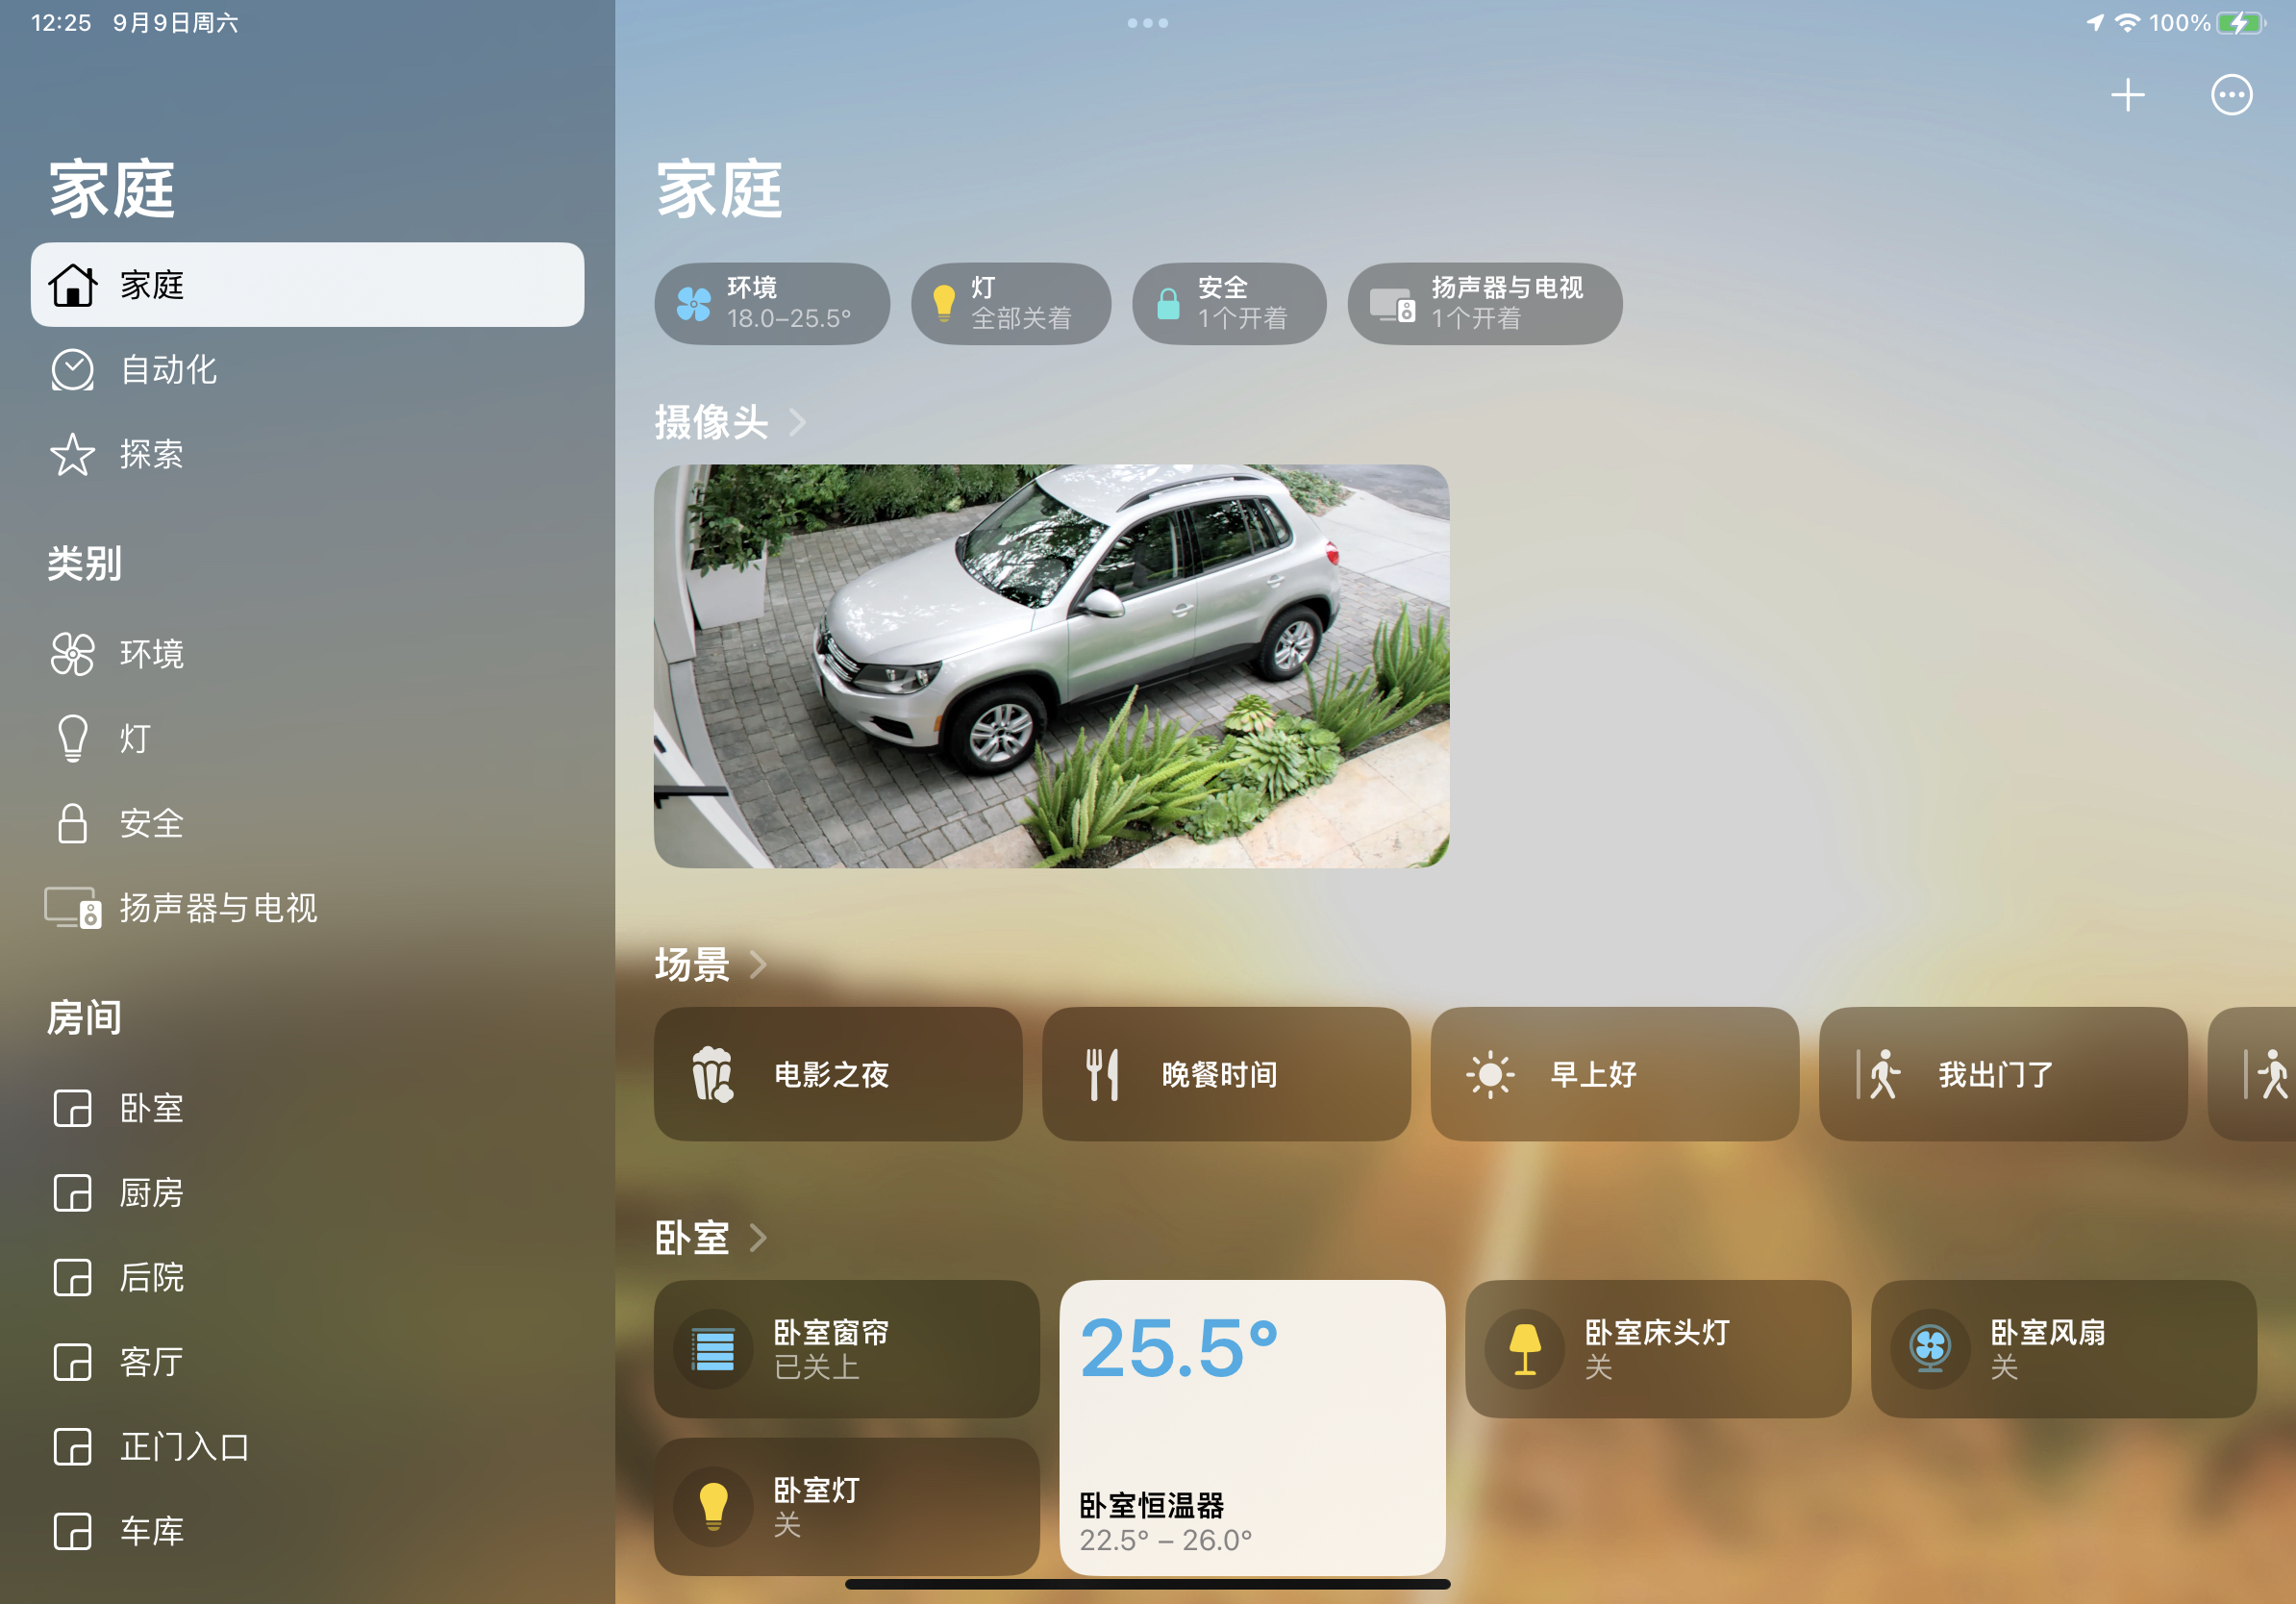 12:25 9月9日周六
100%
家庭
家庭
自动化
探索
类别
环境
灯
安全
扬声器与电视
房间
卧室
厨房
后院
客厅
正门入口
车库
家庭
环境
18.0–25.5°
灯
全部关着
安全
1个开着
扬声器与电视
1个开着
摄像头
场景
电影之夜
晚餐时间
早上好
我出门了
卧室
卧室窗帘
已关上
25.5°
卧室恒温器
22.5° – 26.0°
卧室床头灯
关
卧室风扇
关
卧室灯
关